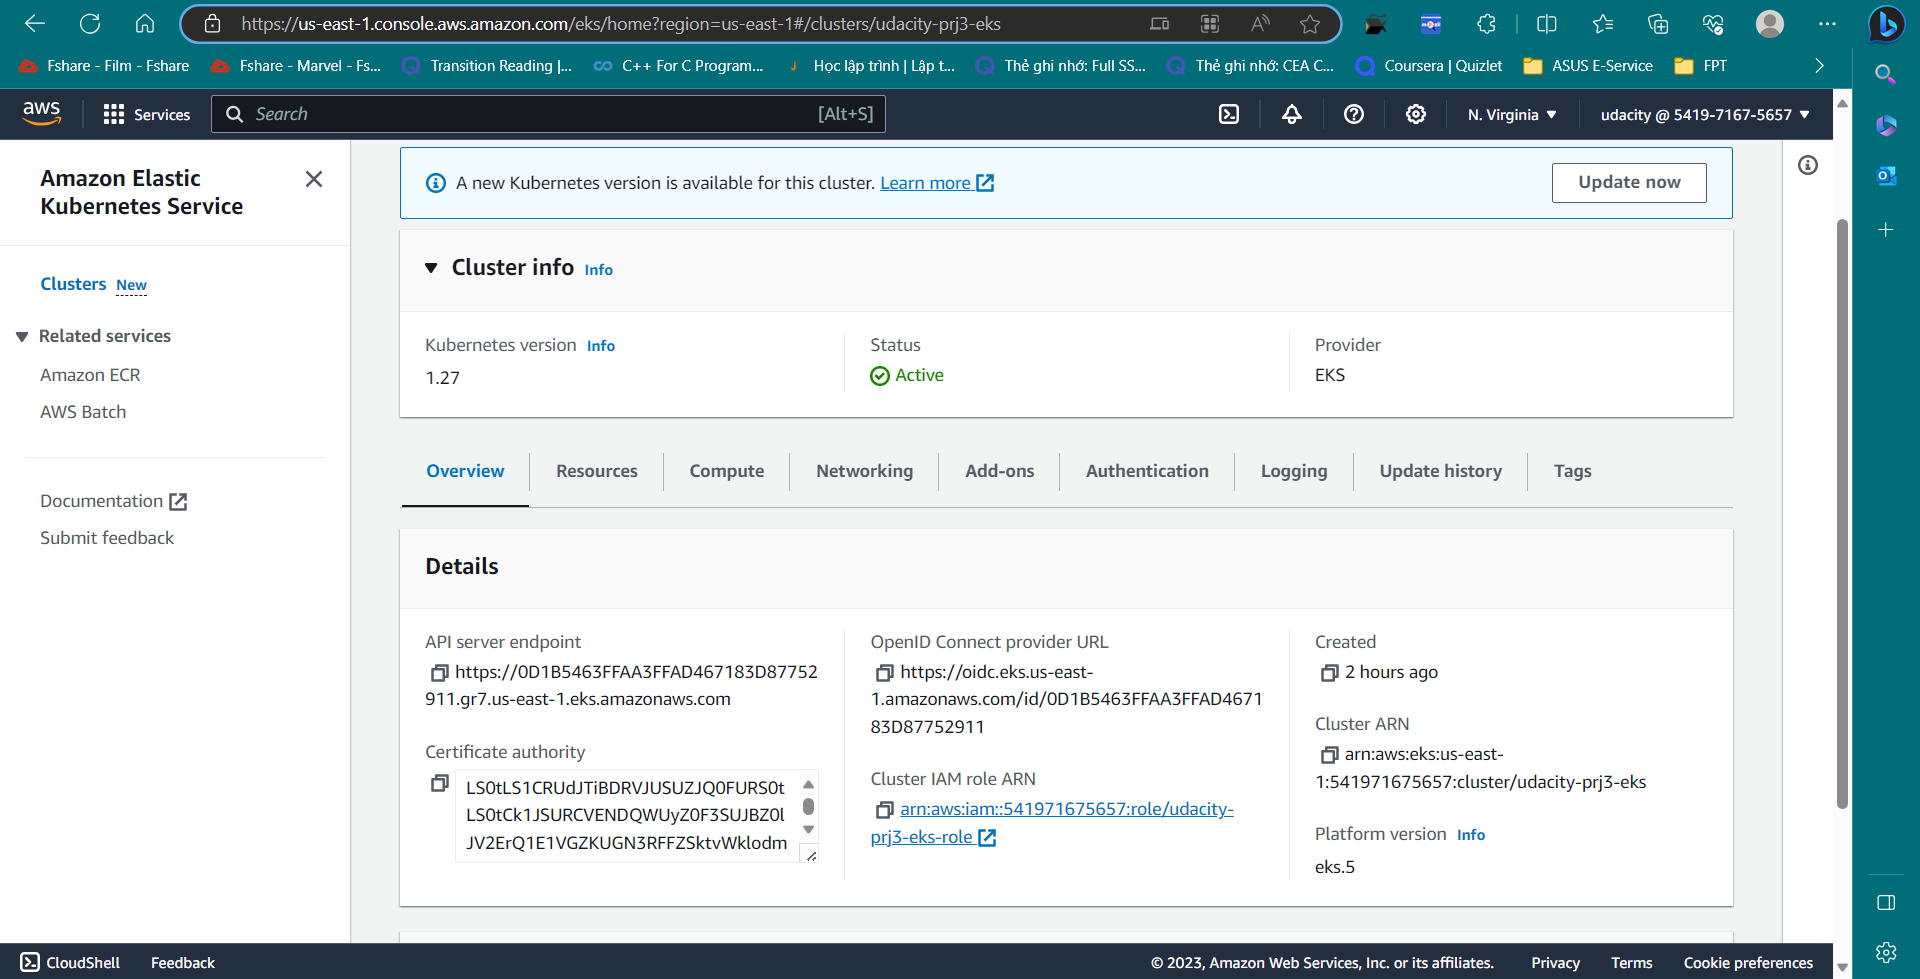 https://us-east-1.console.aws.amazon.com/eks/home?region=us-east-1#/clusters/udacity-prj3-eks
Fshare - Film - Fshare
Fshare - Marvel - Fs...
Transition Reading |...
C++ For C Program...
Học lập trình | Lập t...
Thẻ ghi nhớ: Full SS...
Thẻ ghi nhớ: CEA C...
Coursera | Quizlet
ASUS E-Service
FPT
aws
Services
Search
[Alt+S]
N. Virginia
udacity @ 5419-7167-5657
Amazon Elastic
Kubernetes Service
Clusters New
Related services
Amazon ECR
AWS Batch
Documentation
Submit feedback
A new Kubernetes version is available for this cluster. Learn more
Update now
Cluster info Info
Kubernetes version Info
1.27
Status
Active
Provider
EKS
Overview
Resources
Compute
Networking
Add-ons
Authentication
Logging
Update history
Tags
Details
API server endpoint
https://0D1B5463FFAA3FFAD467183D87752
911.gr7.us-east-1.eks.amazonaws.com
Certificate authority
LS0tLS1CRUdJTiBDRVJUSUZJQ0FURS0t
LS0tCk1JSURCVENDQWUyZ0F3SUJBZ0l
JV2ErQ1E1VGZKUGN3RFFZSktvWklodm
OpenID Connect provider URL
https://oidc.eks.us-east-
1.amazonaws.com/id/0D1B5463FFAA3FFAD4671
83D87752911
Cluster IAM role ARN
arn:aws:iam::541971675657:role/udacity-
prj3-eks-role
Created
2 hours ago
Cluster ARN
arn:aws:eks:us-east-
1:541971675657:cluster/udacity-prj3-eks
Platform version Info
eks.5
CloudShell
Feedback
© 2023, Amazon Web Services, Inc. or its affiliates.
Privacy
Terms
Cookie preferences